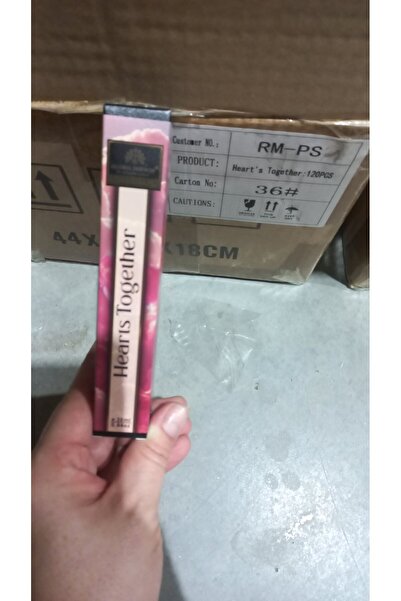 Customer NO.: RM-PS
PRODUCT: Heart's Together:120PCS
Carton No: 36#
CAUTIONS:
44X
X18CM
Hearts Together